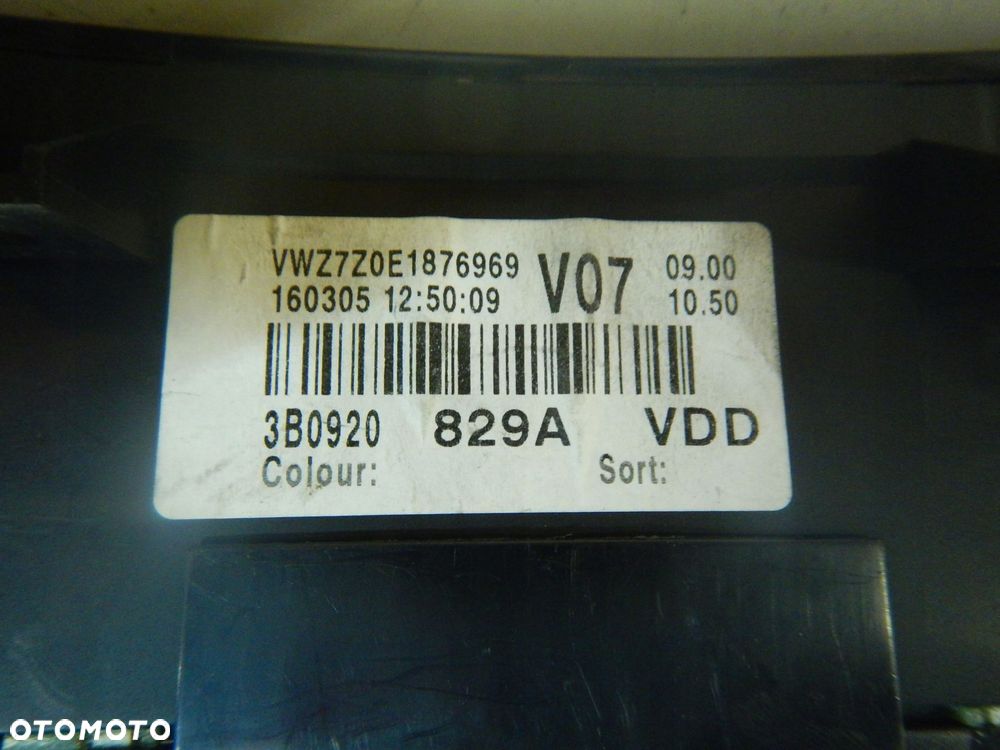 VWZ7Z0E1876969 V07 09.00
160305 12:50:09 10.50
3B0920 829A VDD
Colour: Sort:
OTOMOTO